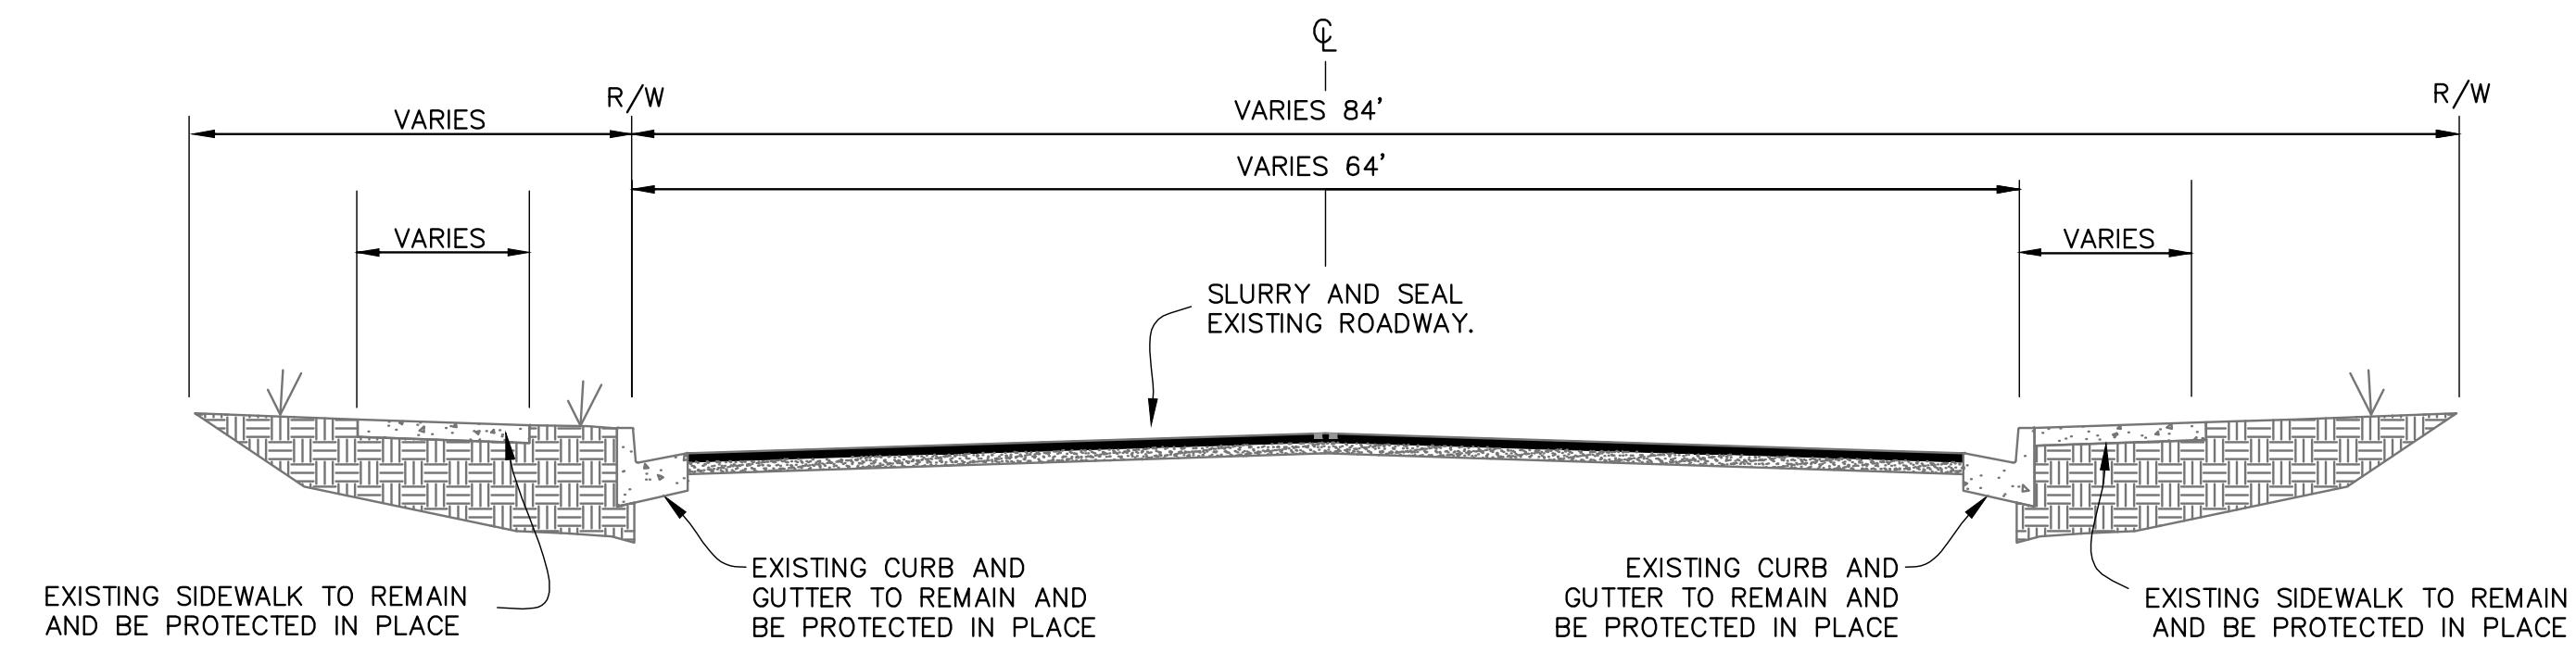 ℄
R/W
R/W
VARIES
VARIES 84'
VARIES 64'
VARIES
VARIES
SLURRY AND SEAL
EXISTING ROADWAY.
EXISTING SIDEWALK TO REMAIN
AND BE PROTECTED IN PLACE
EXISTING CURB AND
GUTTER TO REMAIN AND
BE PROTECTED IN PLACE
EXISTING CURB AND
GUTTER TO REMAIN AND
BE PROTECTED IN PLACE
EXISTING SIDEWALK TO REMAIN
AND BE PROTECTED IN PLACE